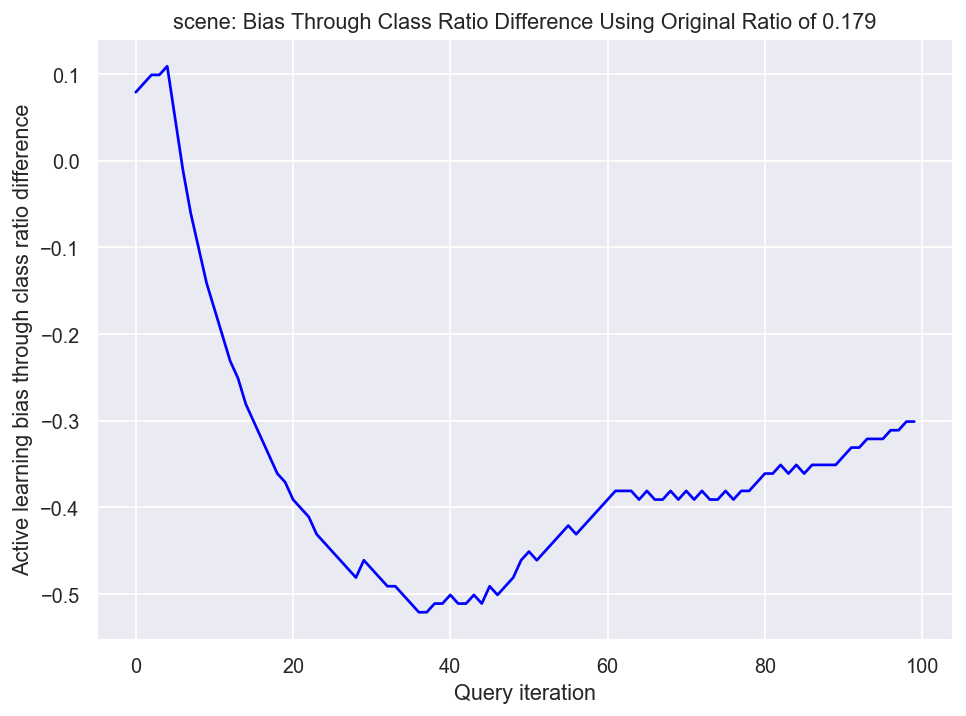 scene: Bias Through Class Ratio Difference Using Original Ratio of 0.179
Active learning bias through class ratio difference
0.1
0.0
−0.1
−0.2
−0.3
−0.4
−0.5
0 20 40 60 80 100
Query iteration